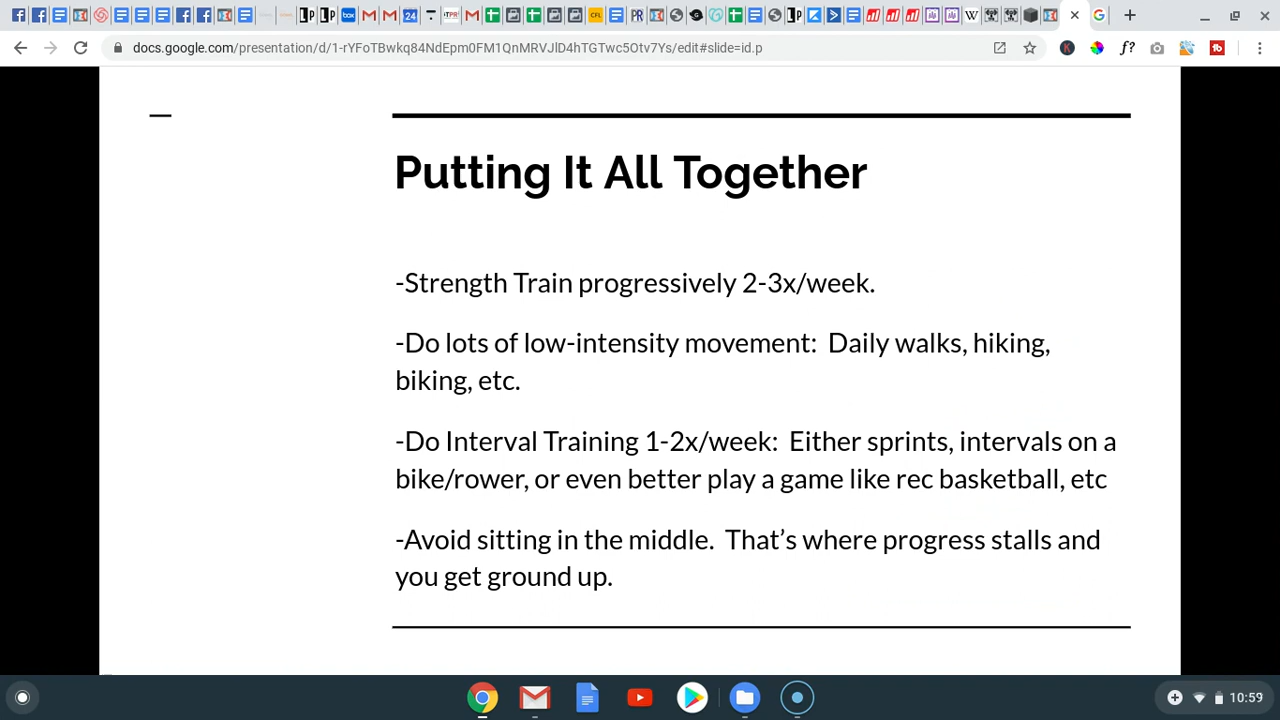 docs.google.com/presentation/d/1-rYFoTBwkq84NdEpm0FM1QnMRVJlD4hTGTwc5Otv7Ys/edit#slide=id.p
Putting It All Together
-Strength Train progressively 2-3x/week.
-Do lots of low-intensity movement:  Daily walks, hiking,
biking, etc.
-Do Interval Training 1-2x/week:  Either sprints, intervals on a
bike/rower, or even better play a game like rec basketball, etc
-Avoid sitting in the middle.  That’s where progress stalls and
you get ground up.
10:59